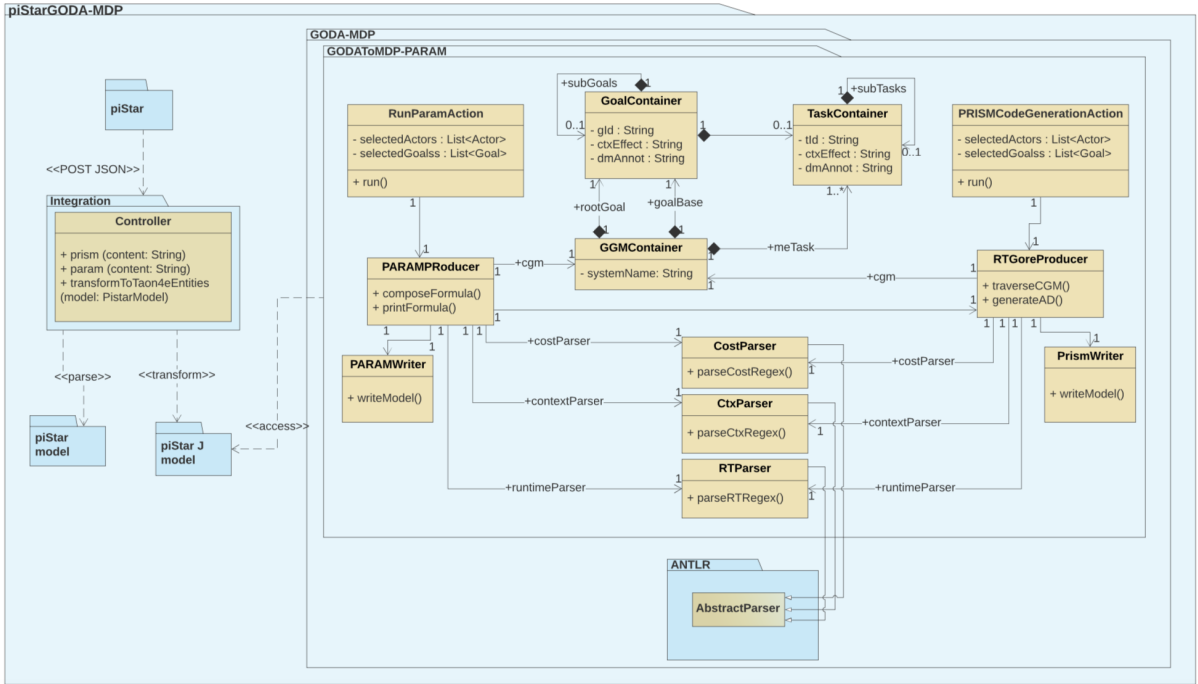 piStarGODA-MDP
GODA-MDP
GODAToMDP-PARAM
piStar
<<POST JSON>>
Integration
Controller
+ prism (content: String)
+ param (content: String)
+ transformToTaon4eEntities
(model: PistarModel)
<<parse>>
<<transform>>
<<access>>
piStar
model
piStar J
model
RunParamAction
- selectedActors : List<Actor>
- selectedGoalss : List<Goal>
+ run()
1
1
+subGoals
1
0..1
GoalContainer
- gId : String
- ctxEffect : String
- dmAnnot : String
1
0..1
1
+subTasks
0..1
TaskContainer
- tId : String
- ctxEffect : String
- dmAnnot : String
1..*
PRISMCodeGenerationAction
- selectedActors : List<Actor>
- selectedGoalss : List<Goal>
+ run()
1
1
1
+rootGoal
1
1
+goalBase
1
GGMContainer
- systemName: String
1
+meTask
1
PARAMPRoducer
+ composeFormula()
+ printFormula()
1
+cgm
1
1
1
RTGoreProducer
+ traverseCGM()
+ generateAD()
1
+cgm
1
1
1
1
1
1
1
1
1
PARAMWriter
+ writeModel()
1
+costParser
1
CostParser
+ parseCostRegex()
1
+costParser
+contextParser
1
CtxParser
+ parseCtxRegex()
1
+contextParser
+runtimeParser
1
RTParser
+ parseRTRegex()
1
+runtimeParser
1
PrismWriter
+ writeModel()
ANTLR
AbstractParser